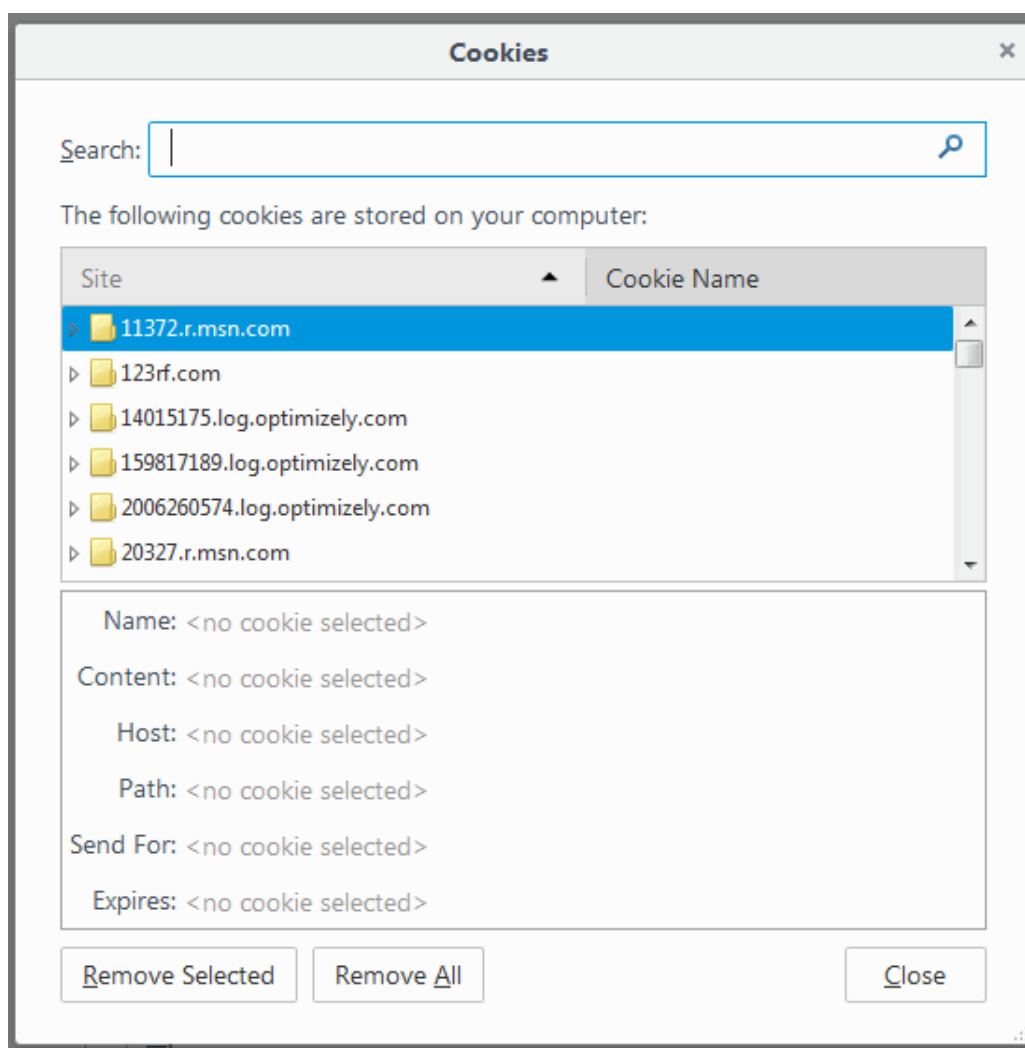 Cookies
Search:
The following cookies are stored on your computer:
Site Cookie Name
11372.r.msn.com
123rf.com
14015175.log.optimizely.com
159817189.log.optimizely.com
2006260574.log.optimizely.com
20327.r.msn.com
Name: <no cookie selected>
Content: <no cookie selected>
Host: <no cookie selected>
Path: <no cookie selected>
Send For: <no cookie selected>
Expires: <no cookie selected>
Remove Selected Remove All Close